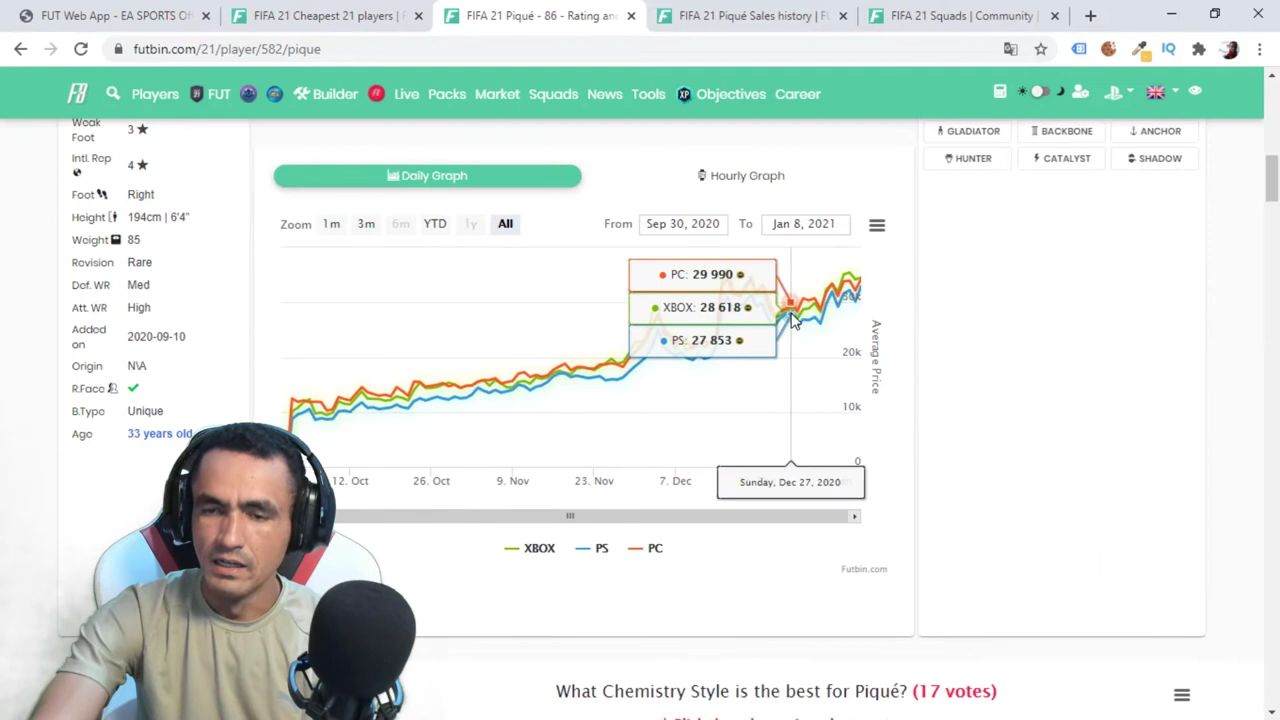 FUT Web App - EA SPORTS Of
FIFA 21 Cheapest 21 players | F
FIFA 21 Piqué - 86 - Rating and
FIFA 21 Piqué Sales history | FU
FIFA 21 Squads | Community |
futbin.com/21/player/582/pique
IQ
Players FUT Builder Live Packs Market Squads News Tools XP Objectives Career
Weak Foot 3★
Intl. Rep 4★
Foot Right
Height 194cm | 6'4"
Weight 85
Revision Rare
Def. WR Med
Att. WR High
Added on 2020-09-10
Origin N\A
R.Face
B.Type Unique
Age 33 years old
Daily Graph Hourly Graph
Zoom 1m 3m 6m YTD 1y All From Sep 30, 2020 To Jan 8, 2021
PC: 29 990
XBOX: 28 618
PS: 27 853
30k
20k
10k
0
Average Price
12. Oct 26. Oct 9. Nov 23. Nov 7. Dec
Sunday, Dec 27, 2020
XBOX PS PC
Futbin.com
GLADIATOR BACKBONE ANCHOR
HUNTER CATALYST SHADOW
What Chemistry Style is the best for Piqué? (17 votes)